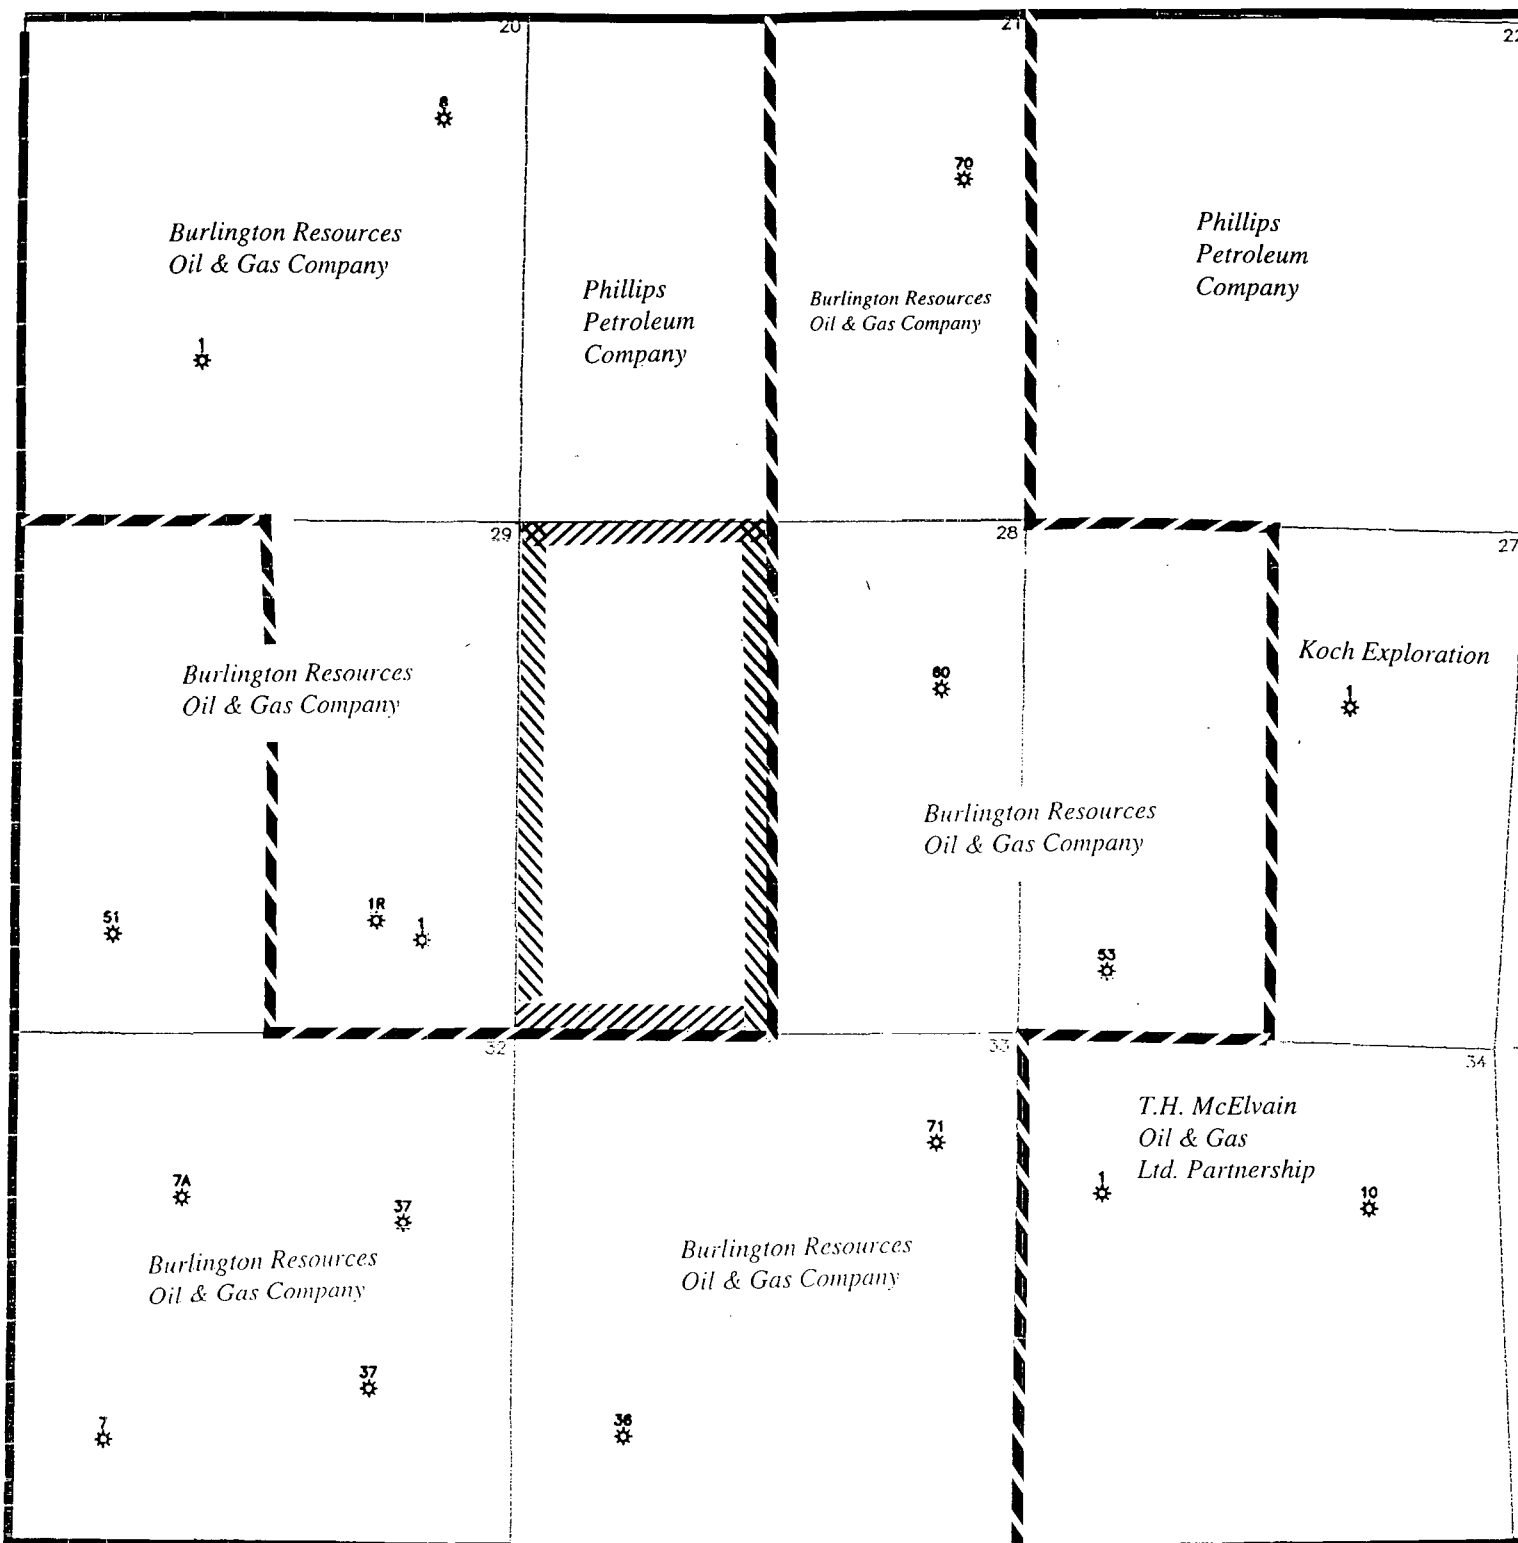 20
21
22
8
70
Burlington Resources
Oil & Gas Company
Phillips
Petroleum
Company
Phillips
Petroleum
Company
Burlington Resources
Oil & Gas Company
1
29
28
27
Koch Exploration
1
Burlington Resources
Oil & Gas Company
60
Burlington Resources
Oil & Gas Company
51
1R
1
53
32
33
34
T.H. McElvain
Oil & Gas
Ltd. Partnership
71
1
10
7A
37
Burlington Resources
Oil & Gas Company
Burlington Resources
Oil & Gas Company
37
7
36